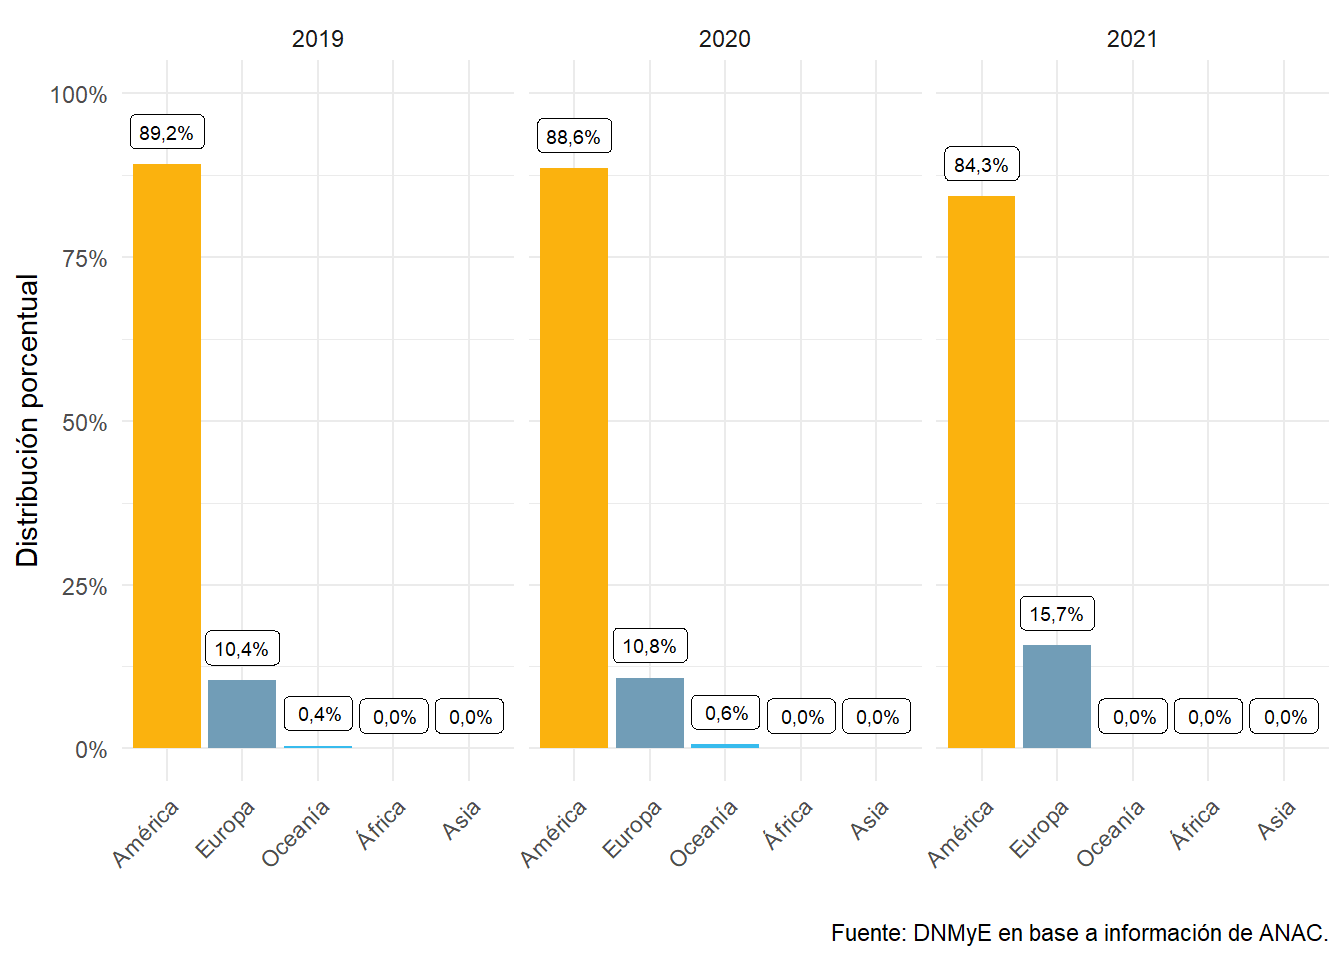 2019 2020 2021
Distribución porcentual
100%
75%
50%
25%
0%
89,2% 10,4% 0,4% 0,0% 0,0%
88,6% 10,8% 0,6% 0,0% 0,0%
84,3% 15,7% 0,0% 0,0% 0,0%
América Europa Oceanía África Asia
América Europa Oceanía África Asia
América Europa Oceanía África Asia
Fuente: DNMyE en base a información de ANAC.